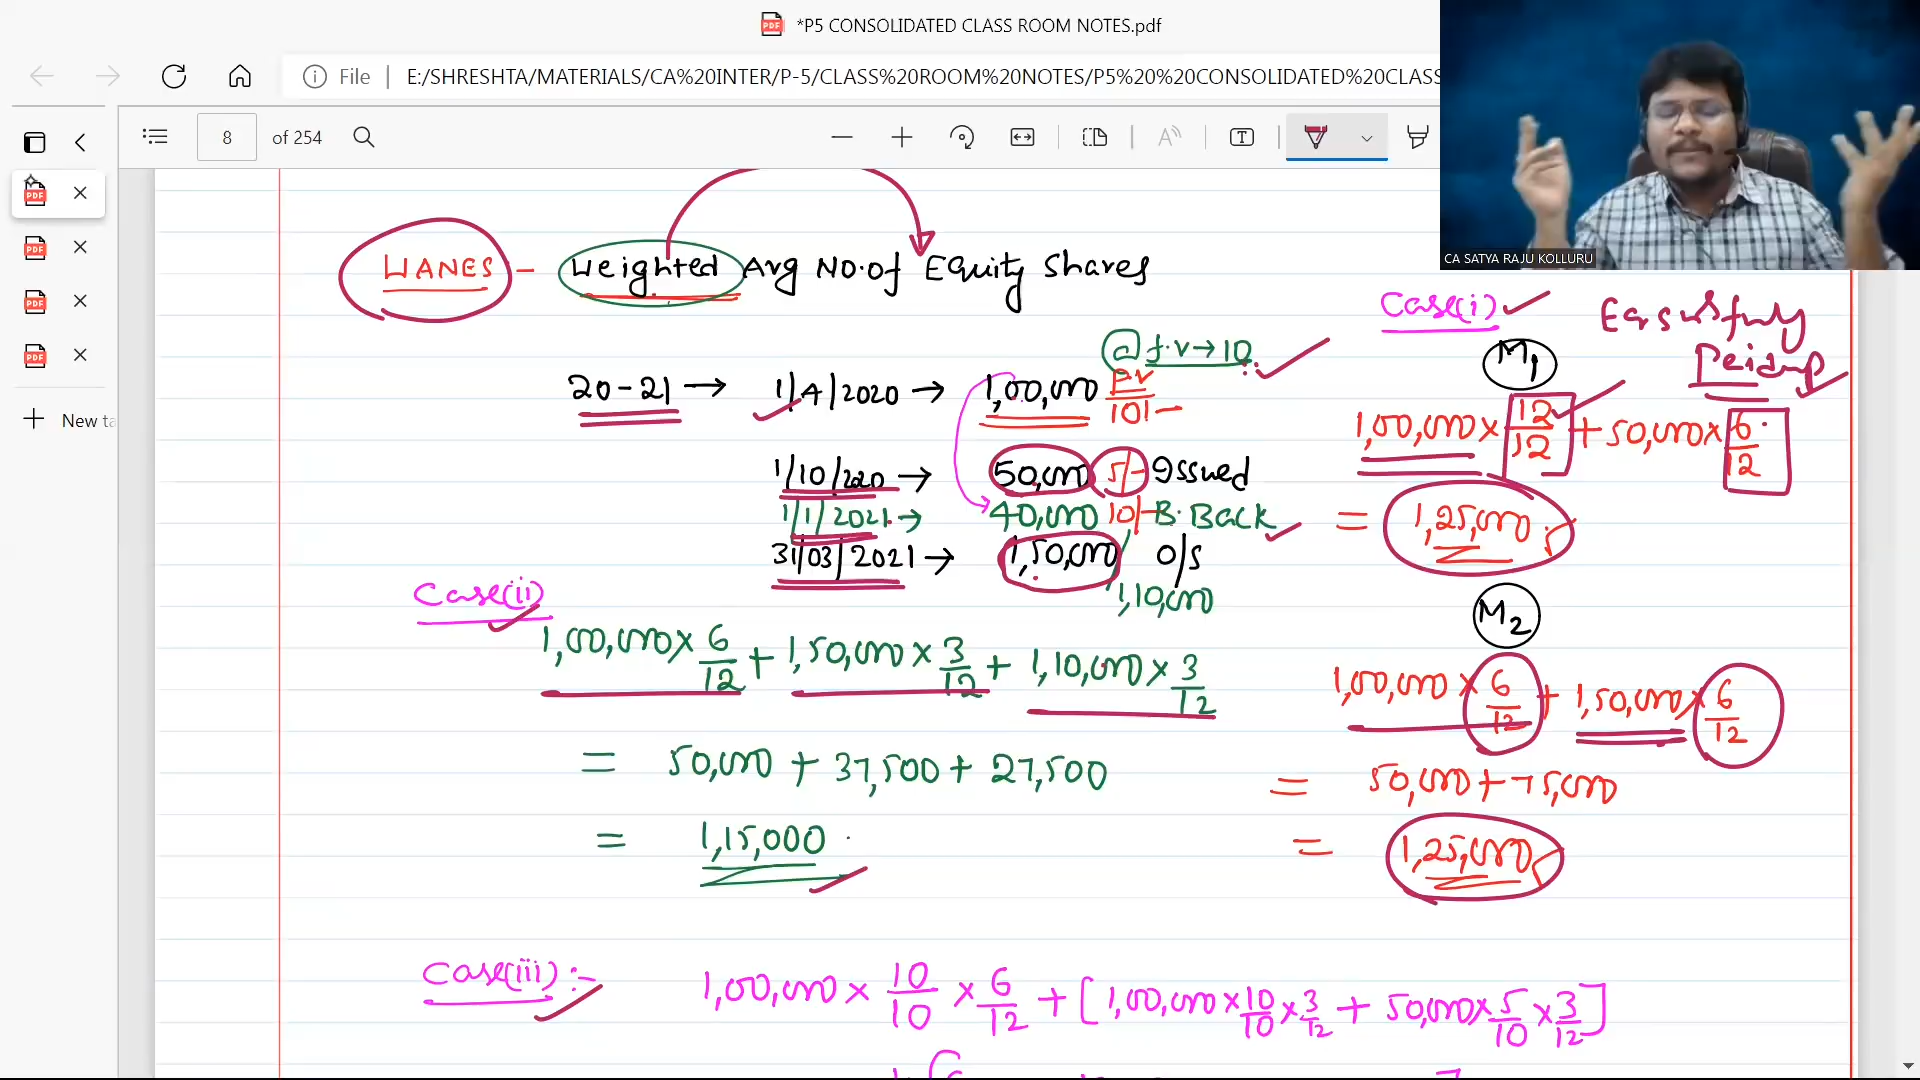 *P5 CONSOLIDATED CLASS ROOM NOTES.pdf
File
E:/SHRESHTA/MATERIALS/CA%20INTER/P-5/CLASS%20ROOM%20NOTES/P5%20%20CONSOLIDATED%20CLASS
8 of 254
New ta
CA SATYA RAJU KOLLURU
WANES - Weighted Avg No.of Equity Shares
@ f.v → 10
20-21 → 1/4/2020 → 1,00,000 PV 10/-
1/10/2020 → 50,000 5/- Issued
1/1/2021 → 40,000 10/- B.Back
31/03/2021 → 1,50,000 O/S
1,10,000
Case(i)
M1
1,00,000 × 12/12 + 50,000 × 6/12
= 1,25,000
M2
1,00,000 × 6/12 + 1,50,000 × 6/12
= 50,000 + 75,000
= 1,25,000
Case(ii)
1,00,000 × 6/12 + 1,50,000 × 3/12 + 1,10,000 × 3/12
= 50,000 + 37,500 + 27,500
= 1,15,000
Case(iii) :-
1,00,000 × 10/10 × 6/12 + [1,00,000 × 10/10 × 3/12 + 50,000 × 5/10 × 3/12]